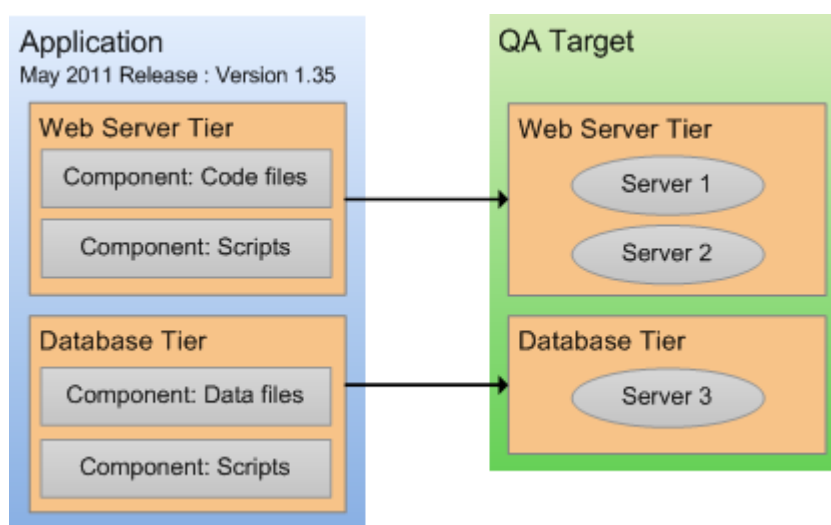 Application
May 2011 Release : Version 1.35
Web Server Tier
Component: Code files
Component: Scripts
Database Tier
Component: Data files
Component: Scripts
QA Target
Web Server Tier
Server 1
Server 2
Database Tier
Server 3